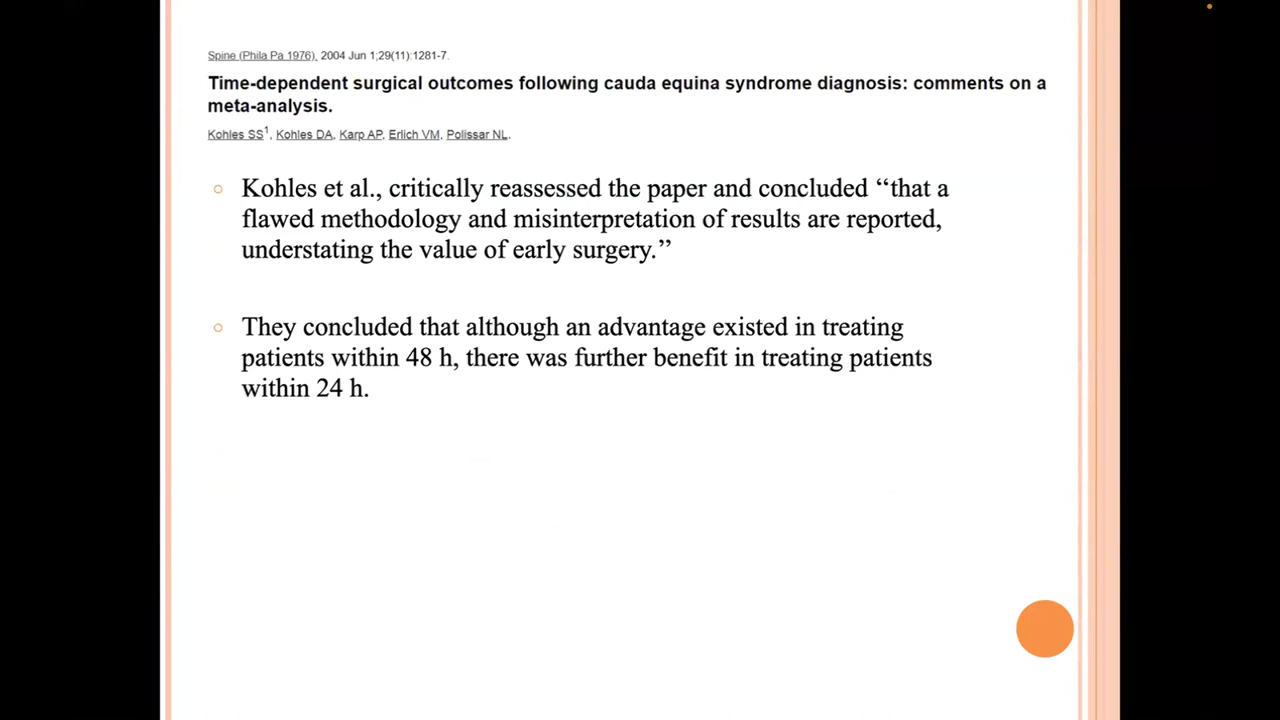 Spine (Phila Pa 1976), 2004 Jun 1;29(11):1281-7.
Time-dependent surgical outcomes following cauda equina syndrome diagnosis: comments on a
meta-analysis.
Kohles SS1, Kohles DA, Karp AP, Erlich VM, Polissar NL.
Kohles et al., critically reassessed the paper and concluded ‘‘that a
flawed methodology and misinterpretation of results are reported,
understating the value of early surgery.’’
They concluded that although an advantage existed in treating
patients within 48 h, there was further benefit in treating patients
within 24 h.